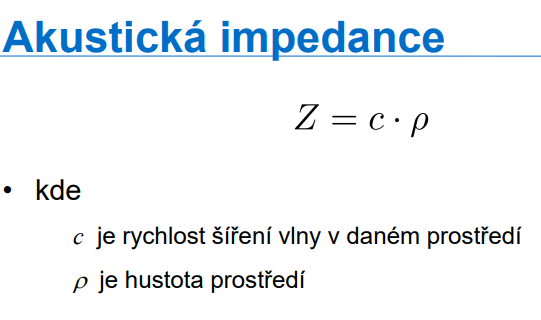 Akustická impedance
Z = c · ρ
• kde
c je rychlost šíření vlny v daném prostředí
ρ je hustota prostředí